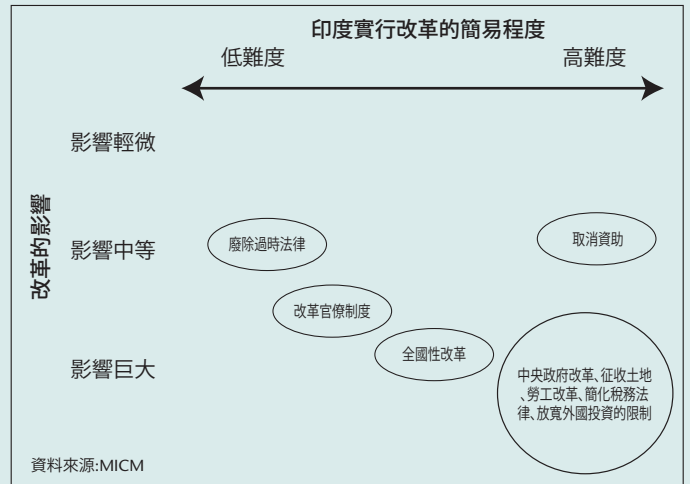 印度實行改革的簡易程度
低難度
高難度
影響輕微
改革的影響
影響中等
廢除過時法律
取消資助
改革官僚制度
全國性改革
影響巨大
中央政府改革、征收土地
、勞工改革、簡化稅務法
律、放寬外國投資的限制
資料來源:MICM